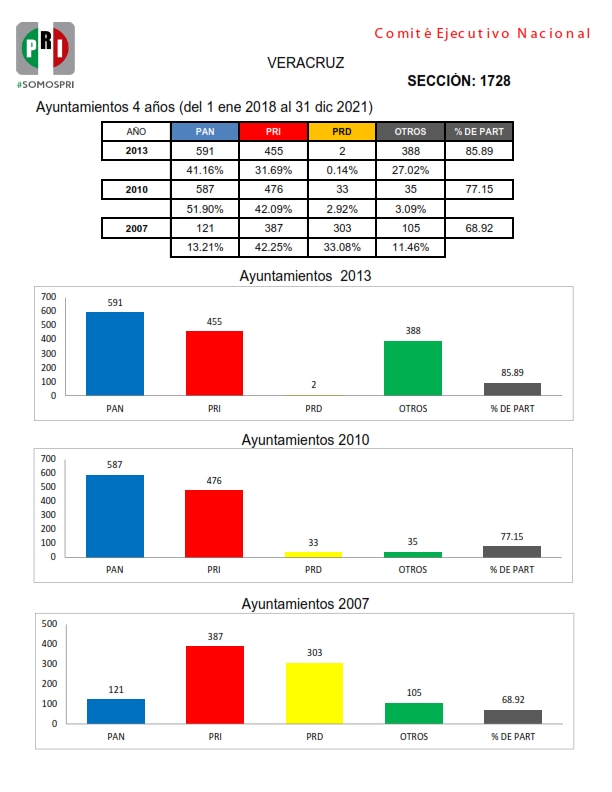 Comité Ejecutivo Nacional
PRI
#SOMOSPRI
VERACRUZ
SECCIÓN: 1728
Ayuntamientos 4 años (del 1 ene 2018 al 31 dic 2021)
AÑO PAN PRI PRD OTROS % DE PART
2013 591 455 2 388 85.89
41.16% 31.69% 0.14% 27.02%
2010 587 476 33 35 77.15
51.90% 42.09% 2.92% 3.09%
2007 121 387 303 105 68.92
13.21% 42.25% 33.08% 11.46%
Ayuntamientos 2013
700
600
500
400
300
200
100
0
591
455
2
388
85.89
PAN PRI PRD OTROS % DE PART
Ayuntamientos 2010
700
600
500
400
300
200
100
0
587
476
33
35
77.15
PAN PRI PRD OTROS % DE PART
Ayuntamientos 2007
500
400
300
200
100
0
121
387
303
105
68.92
PAN PRI PRD OTROS % DE PART